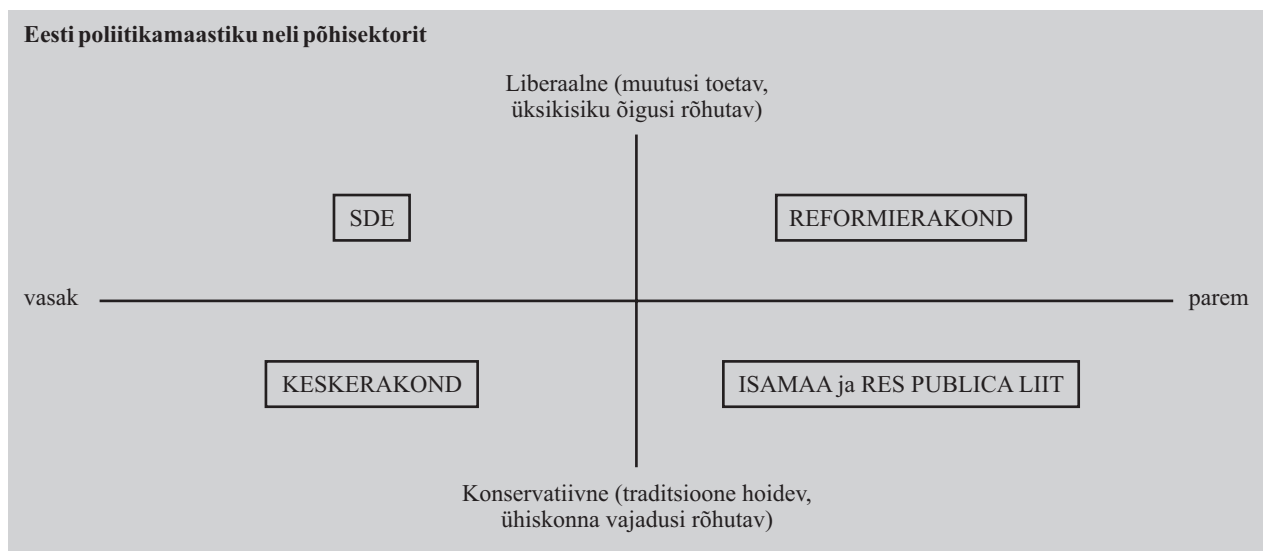 Eesti poliitikamaastiku neli põhisektorit
Liberaalne (muutusi toetav,
üksikisiku õigusi rõhutav)
SDE
REFORMIERAKOND
vasak
parem
KESKERAKOND
ISAMAA ja RES PUBLICA LIIT
Konservatiivne (traditsioone hoidev,
ühiskonna vajadusi rõhutav)